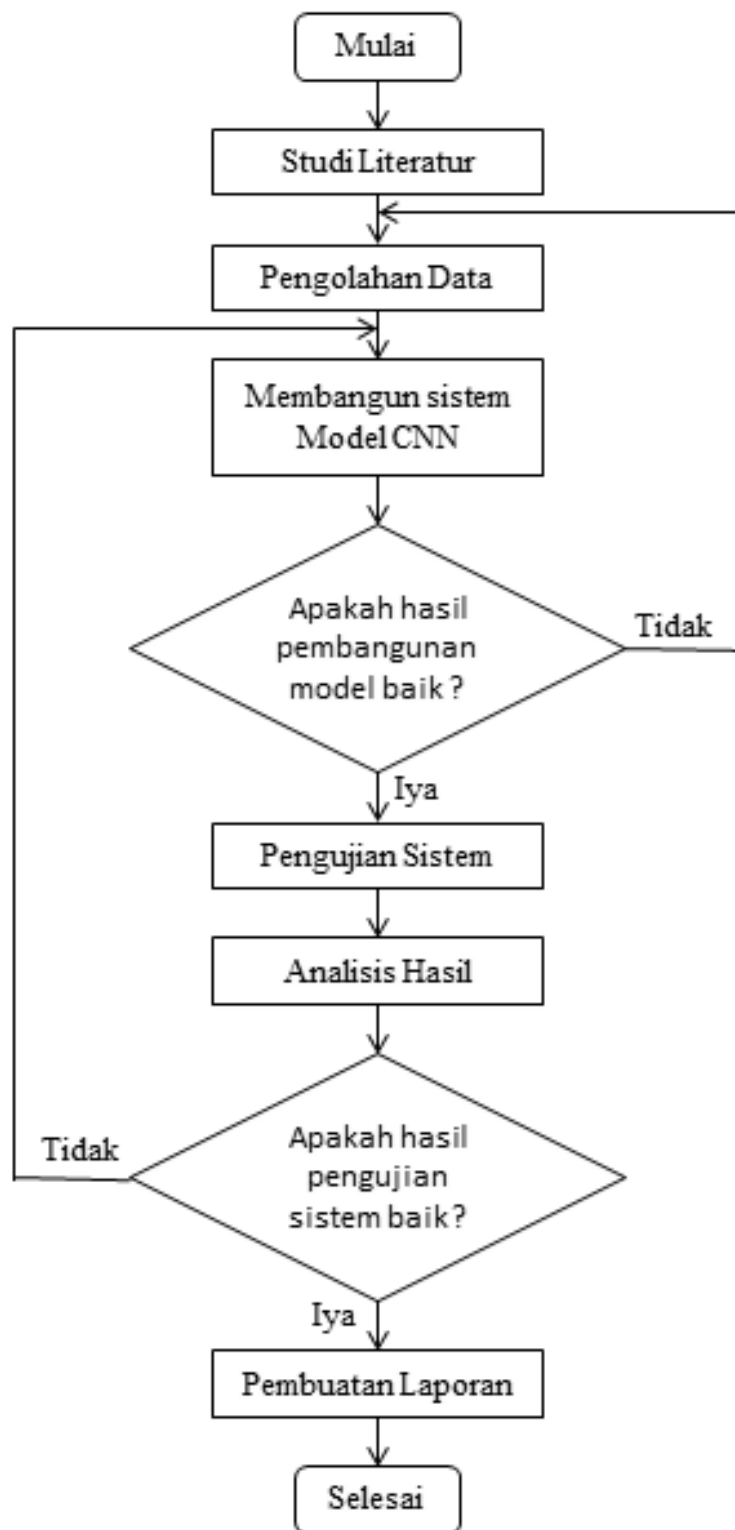 Mulai
Studi Literatur
Pengolahan Data
Membangun sistem
Model CNN
Apakah hasil
pembangunan
model baik ?
Tidak
Iya
Pengujian Sistem
Analisis Hasil
Apakah hasil
pengujian
sistem baik?
Tidak
Iya
Pembuatan Laporan
Selesai